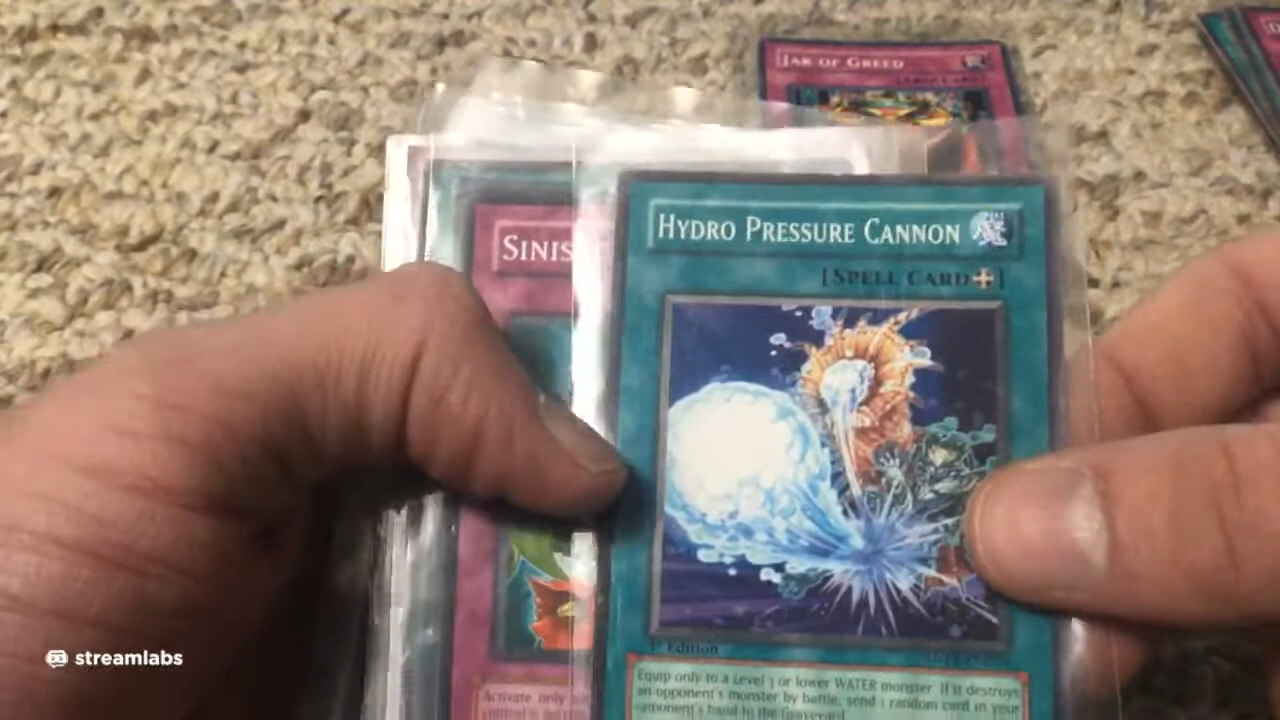 JAR OF GREED
SINIS
HYDRO PRESSURE CANNON
[SPELL CARD
]
1st Edition
Equip only to a Level 3 or lower WATER monster. If it destroys
an opponent's monster by battle, send 1 random card in your
opponent's hand to the Graveyard.
Activate only
streamlabs